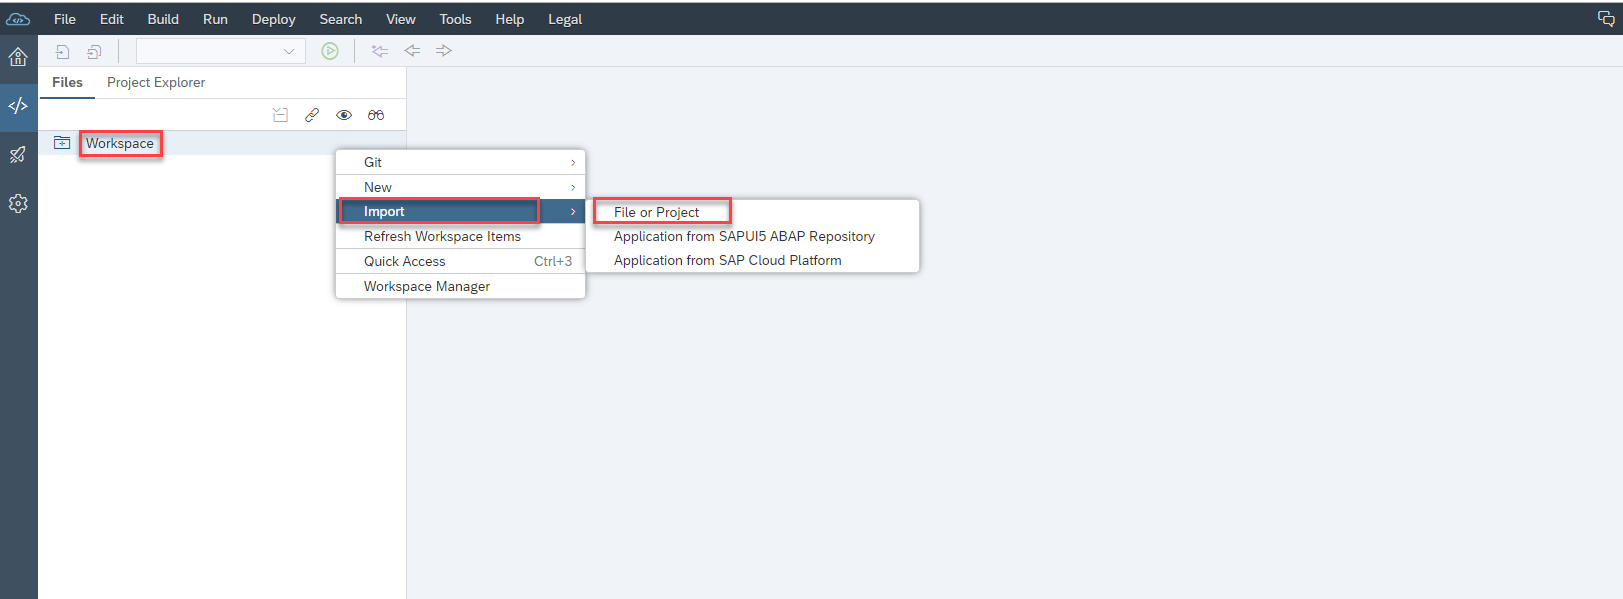 File Edit Build Run Deploy Search View Tools Help Legal
Files Project Explorer
Workspace
Git
New
Import
Refresh Workspace Items
Quick Access Ctrl+3
Workspace Manager
File or Project
Application from SAPUI5 ABAP Repository
Application from SAP Cloud Platform